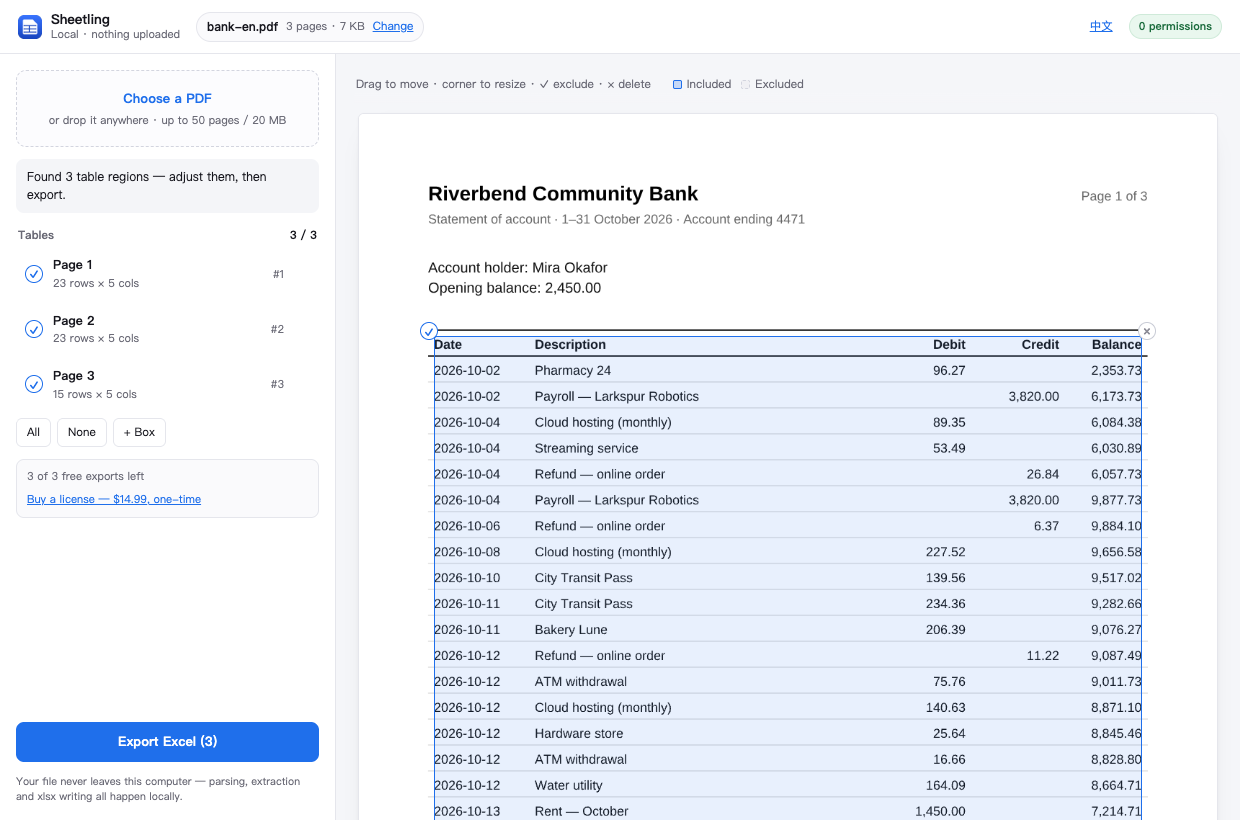 Sheetling
Local · nothing uploaded
bank-en.pdf 3 pages · 7 KB Change
中文
0 permissions
Choose a PDF
or drop it anywhere · up to 50 pages / 20 MB
Found 3 table regions — adjust them, then
export.
Tables 3 / 3
Page 1
23 rows × 5 cols
#1
Page 2
23 rows × 5 cols
#2
Page 3
15 rows × 5 cols
#3
All None + Box
3 of 3 free exports left
Buy a license — $14.99, one-time
Export Excel (3)
Your file never leaves this computer — parsing, extraction
and xlsx writing all happen locally.
Drag to move · corner to resize · ✓ exclude · × delete Included Excluded
Riverbend Community Bank Page 1 of 3
Statement of account · 1–31 October 2026 · Account ending 4471
Account holder: Mira Okafor
Opening balance: 2,450.00
Date Description Debit Credit Balance
2026-10-02 Pharmacy 24 96.27 2,353.73
2026-10-02 Payroll — Larkspur Robotics 3,820.00 6,173.73
2026-10-04 Cloud hosting (monthly) 89.35 6,084.38
2026-10-04 Streaming service 53.49 6,030.89
2026-10-04 Refund — online order 26.84 6,057.73
2026-10-04 Payroll — Larkspur Robotics 3,820.00 9,877.73
2026-10-06 Refund — online order 6.37 9,884.10
2026-10-08 Cloud hosting (monthly) 227.52 9,656.58
2026-10-10 City Transit Pass 139.56 9,517.02
2026-10-11 City Transit Pass 234.36 9,282.66
2026-10-11 Bakery Lune 206.39 9,076.27
2026-10-12 Refund — online order 11.22 9,087.49
2026-10-12 ATM withdrawal 75.76 9,011.73
2026-10-12 Cloud hosting (monthly) 140.63 8,871.10
2026-10-12 Hardware store 25.64 8,845.46
2026-10-12 ATM withdrawal 16.66 8,828.80
2026-10-12 Water utility 164.09 8,664.71
2026-10-13 Rent — October 1,450.00 7,214.71